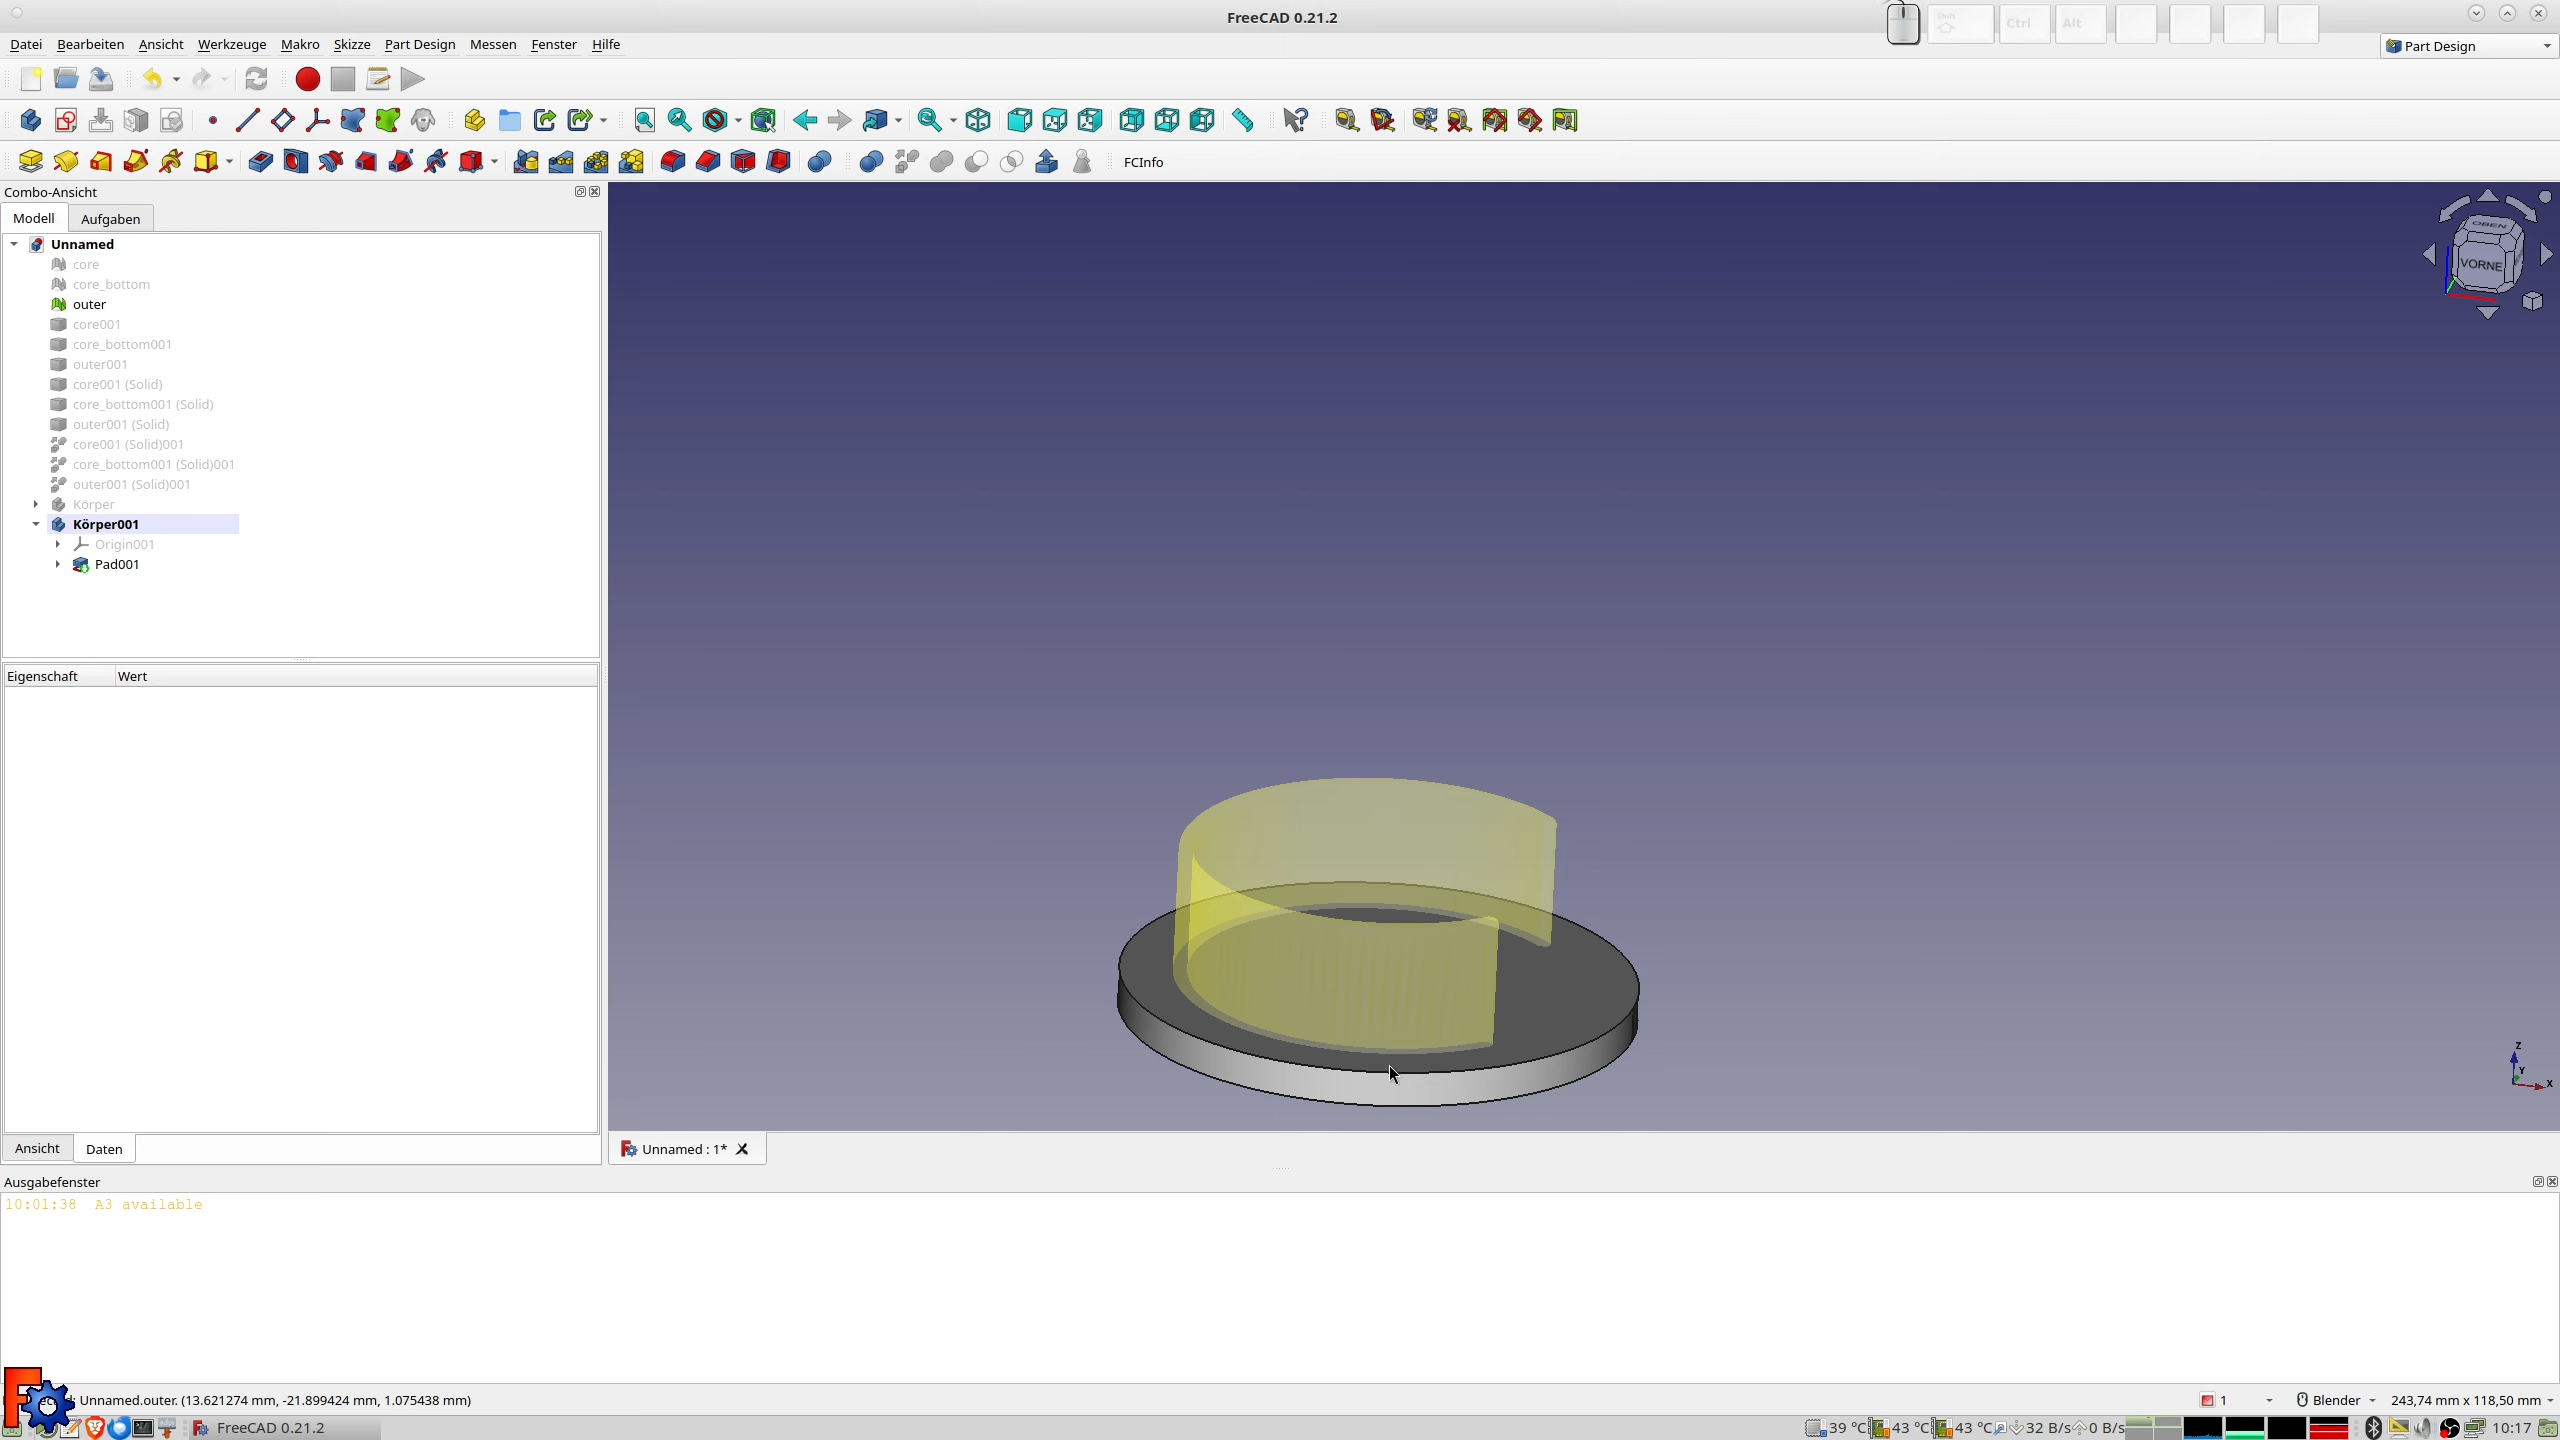 FreeCAD 0.21.2
Shift Ctrl Alt
Datei Bearbeiten Ansicht Werkzeuge Makro Skizze Part Design Messen Fenster Hilfe
Part Design
FCInfo
Combo-Ansicht
Modell Aufgaben
Unnamed
core
core_bottom
outer
core001
core_bottom001
outer001
core001 (Solid)
core_bottom001 (Solid)
outer001 (Solid)
core001 (Solid)001
core_bottom001 (Solid)001
outer001 (Solid)001
Körper
Körper001
Origin001
Pad001
OBEN
VORNE
Eigenschaft Wert
Z
Y
X
Ansicht Daten
Unnamed : 1*
Ausgabefenster
10:01:38 A3 available
Unnamed.outer. (13.621274 mm, -21.899424 mm, 1.075438 mm)
1 Blender 243,74 mm x 118,50 mm
FreeCAD 0.21.2
39 °C 43 °C 43 °C 32 B/s 0 B/s 10:17